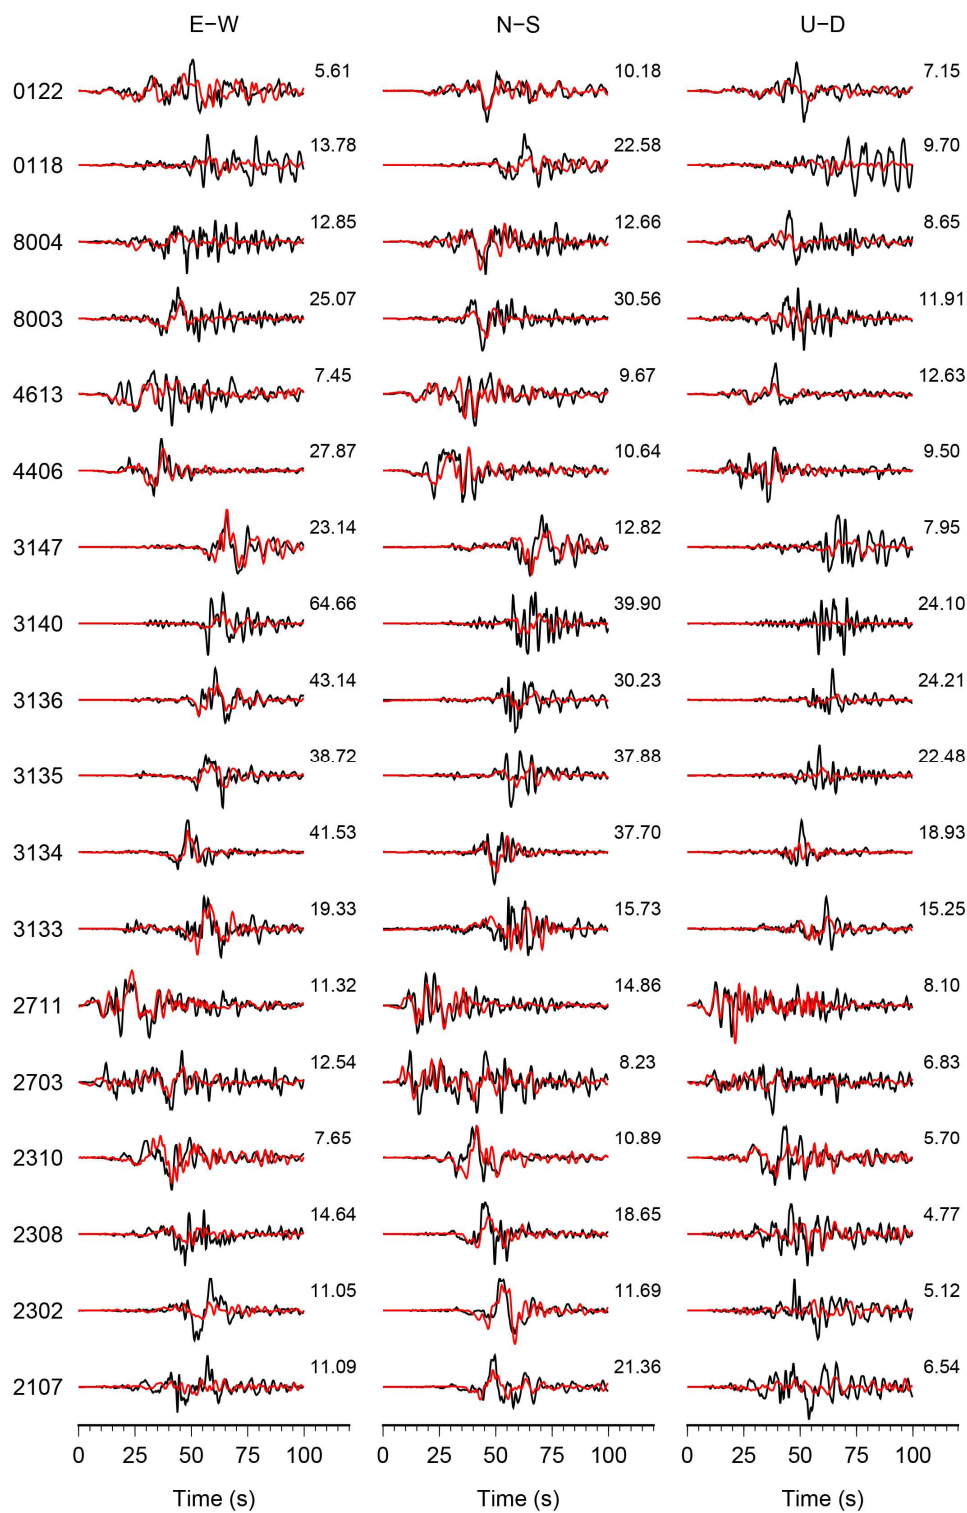 E−W N−S U−D
0122 5.61 10.18 7.15
0118 13.78 22.58 9.70
8004 12.85 12.66 8.65
8003 25.07 30.56 11.91
4613 7.45 9.67 12.63
4406 27.87 10.64 9.50
3147 23.14 12.82 7.95
3140 64.66 39.90 24.10
3136 43.14 30.23 24.21
3135 38.72 37.88 22.48
3134 41.53 37.70 18.93
3133 19.33 15.73 15.25
2711 11.32 14.86 8.10
2703 12.54 8.23 6.83
2310 7.65 10.89 5.70
2308 14.64 18.65 4.77
2302 11.05 11.69 5.12
2107 11.09 21.36 6.54
0 25 50 75 100 0 25 50 75 100 0 25 50 75 100
Time (s) Time (s) Time (s)